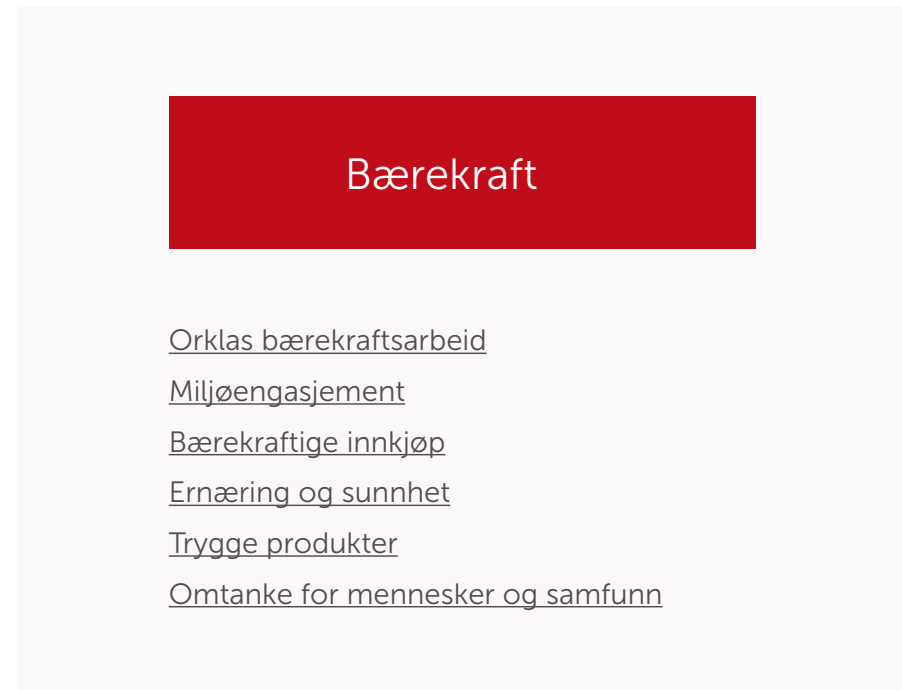 Bærekraft
Orklas bærekraftsarbeid
Miljøengasjement
Bærekraftige innkjøp
Ernæring og sunnhet
Trygge produkter
Omtanke for mennesker og samfunn